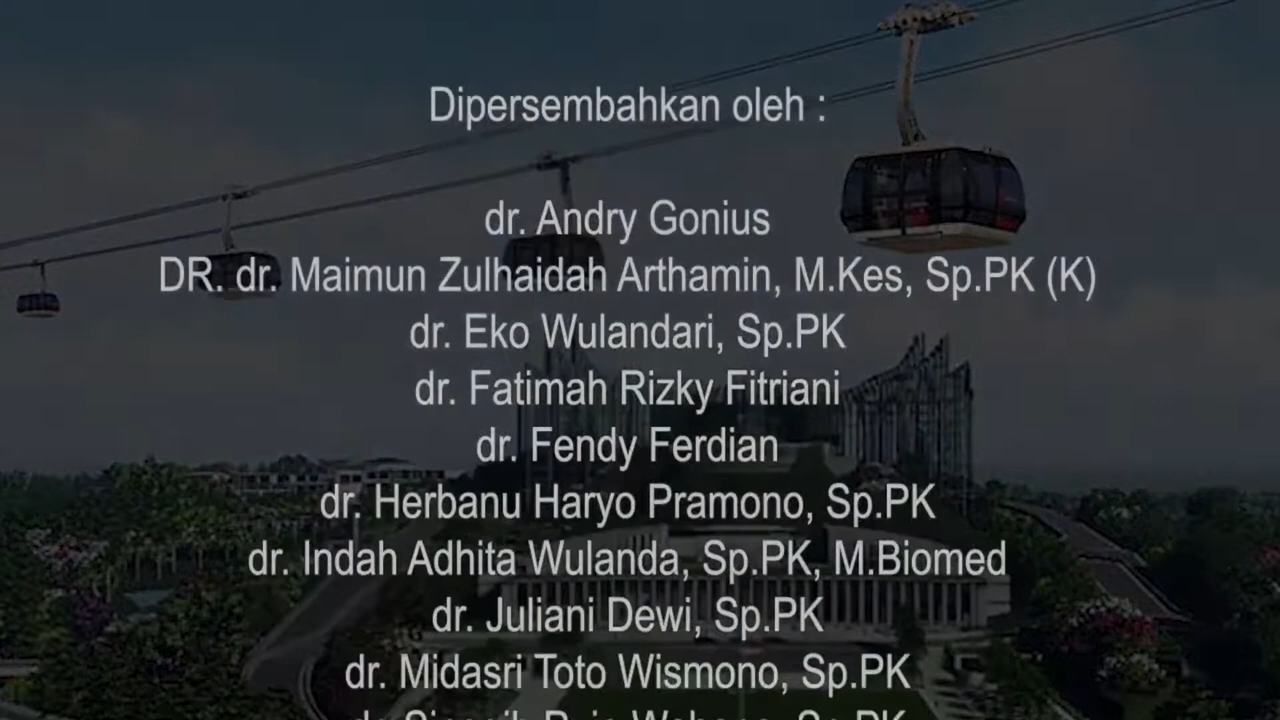 Dipersembahkan oleh :
dr. Andry Gonius
DR. dr. Maimun Zulhaidah Arthamin, M.Kes, Sp.PK (K)
dr. Eko Wulandari, Sp.PK
dr. Fatimah Rizky Fitriani
dr. Fendy Ferdian
dr. Herbanu Haryo Pramono, Sp.PK
dr. Indah Adhita Wulanda, Sp.PK, M.Biomed
dr. Juliani Dewi, Sp.PK
dr. Midasri Toto Wismono, Sp.PK